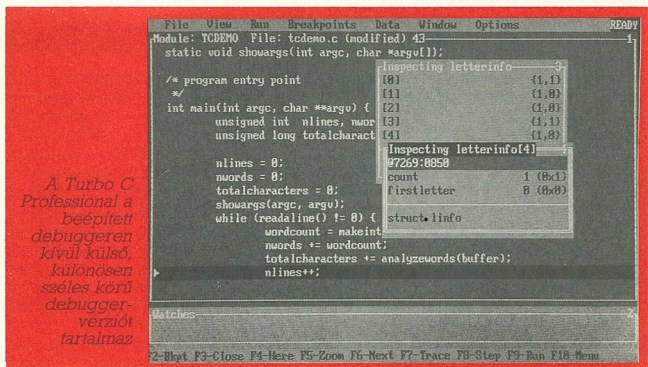 File View Run Breakpoints Data Window Options READY
Module: TCDEMO File: tcdemo.c (modified) 43 1
static void showargs(int argc, char *argv[]);
/* program entry point
*/
int main(int argc, char **argv) {
unsigned int nlines, nwor
unsigned long totalcharact
nlines = 0;
nwords = 0;
totalcharacters = 0;
showargs(argc, argv);
while (readaline() != 0) {
wordcount = makeint
nwords += wordcount;
totalcharacters += analyzewords(buffer);
nlines++;
Inspecting letterinfo 3
[0] {1,1}
[1] {1,0}
[2] {1,0}
[3] {1,1}
[4] {1,0}
Inspecting letterinfo[4]
@7269:0850
count 1 (0x1)
firstletter 0 (0x0)
struct linfo
Watches 2
F2-Bkpt F3-Close F4-Here F5-Zoom F6-Next F7-Trace F8-Step F9-Run F10-Menu
A Turbo C
Professional a
beépített
debuggeren
kívül külső,
különösen
széles körű
debugger-
verziót
tartalmaz